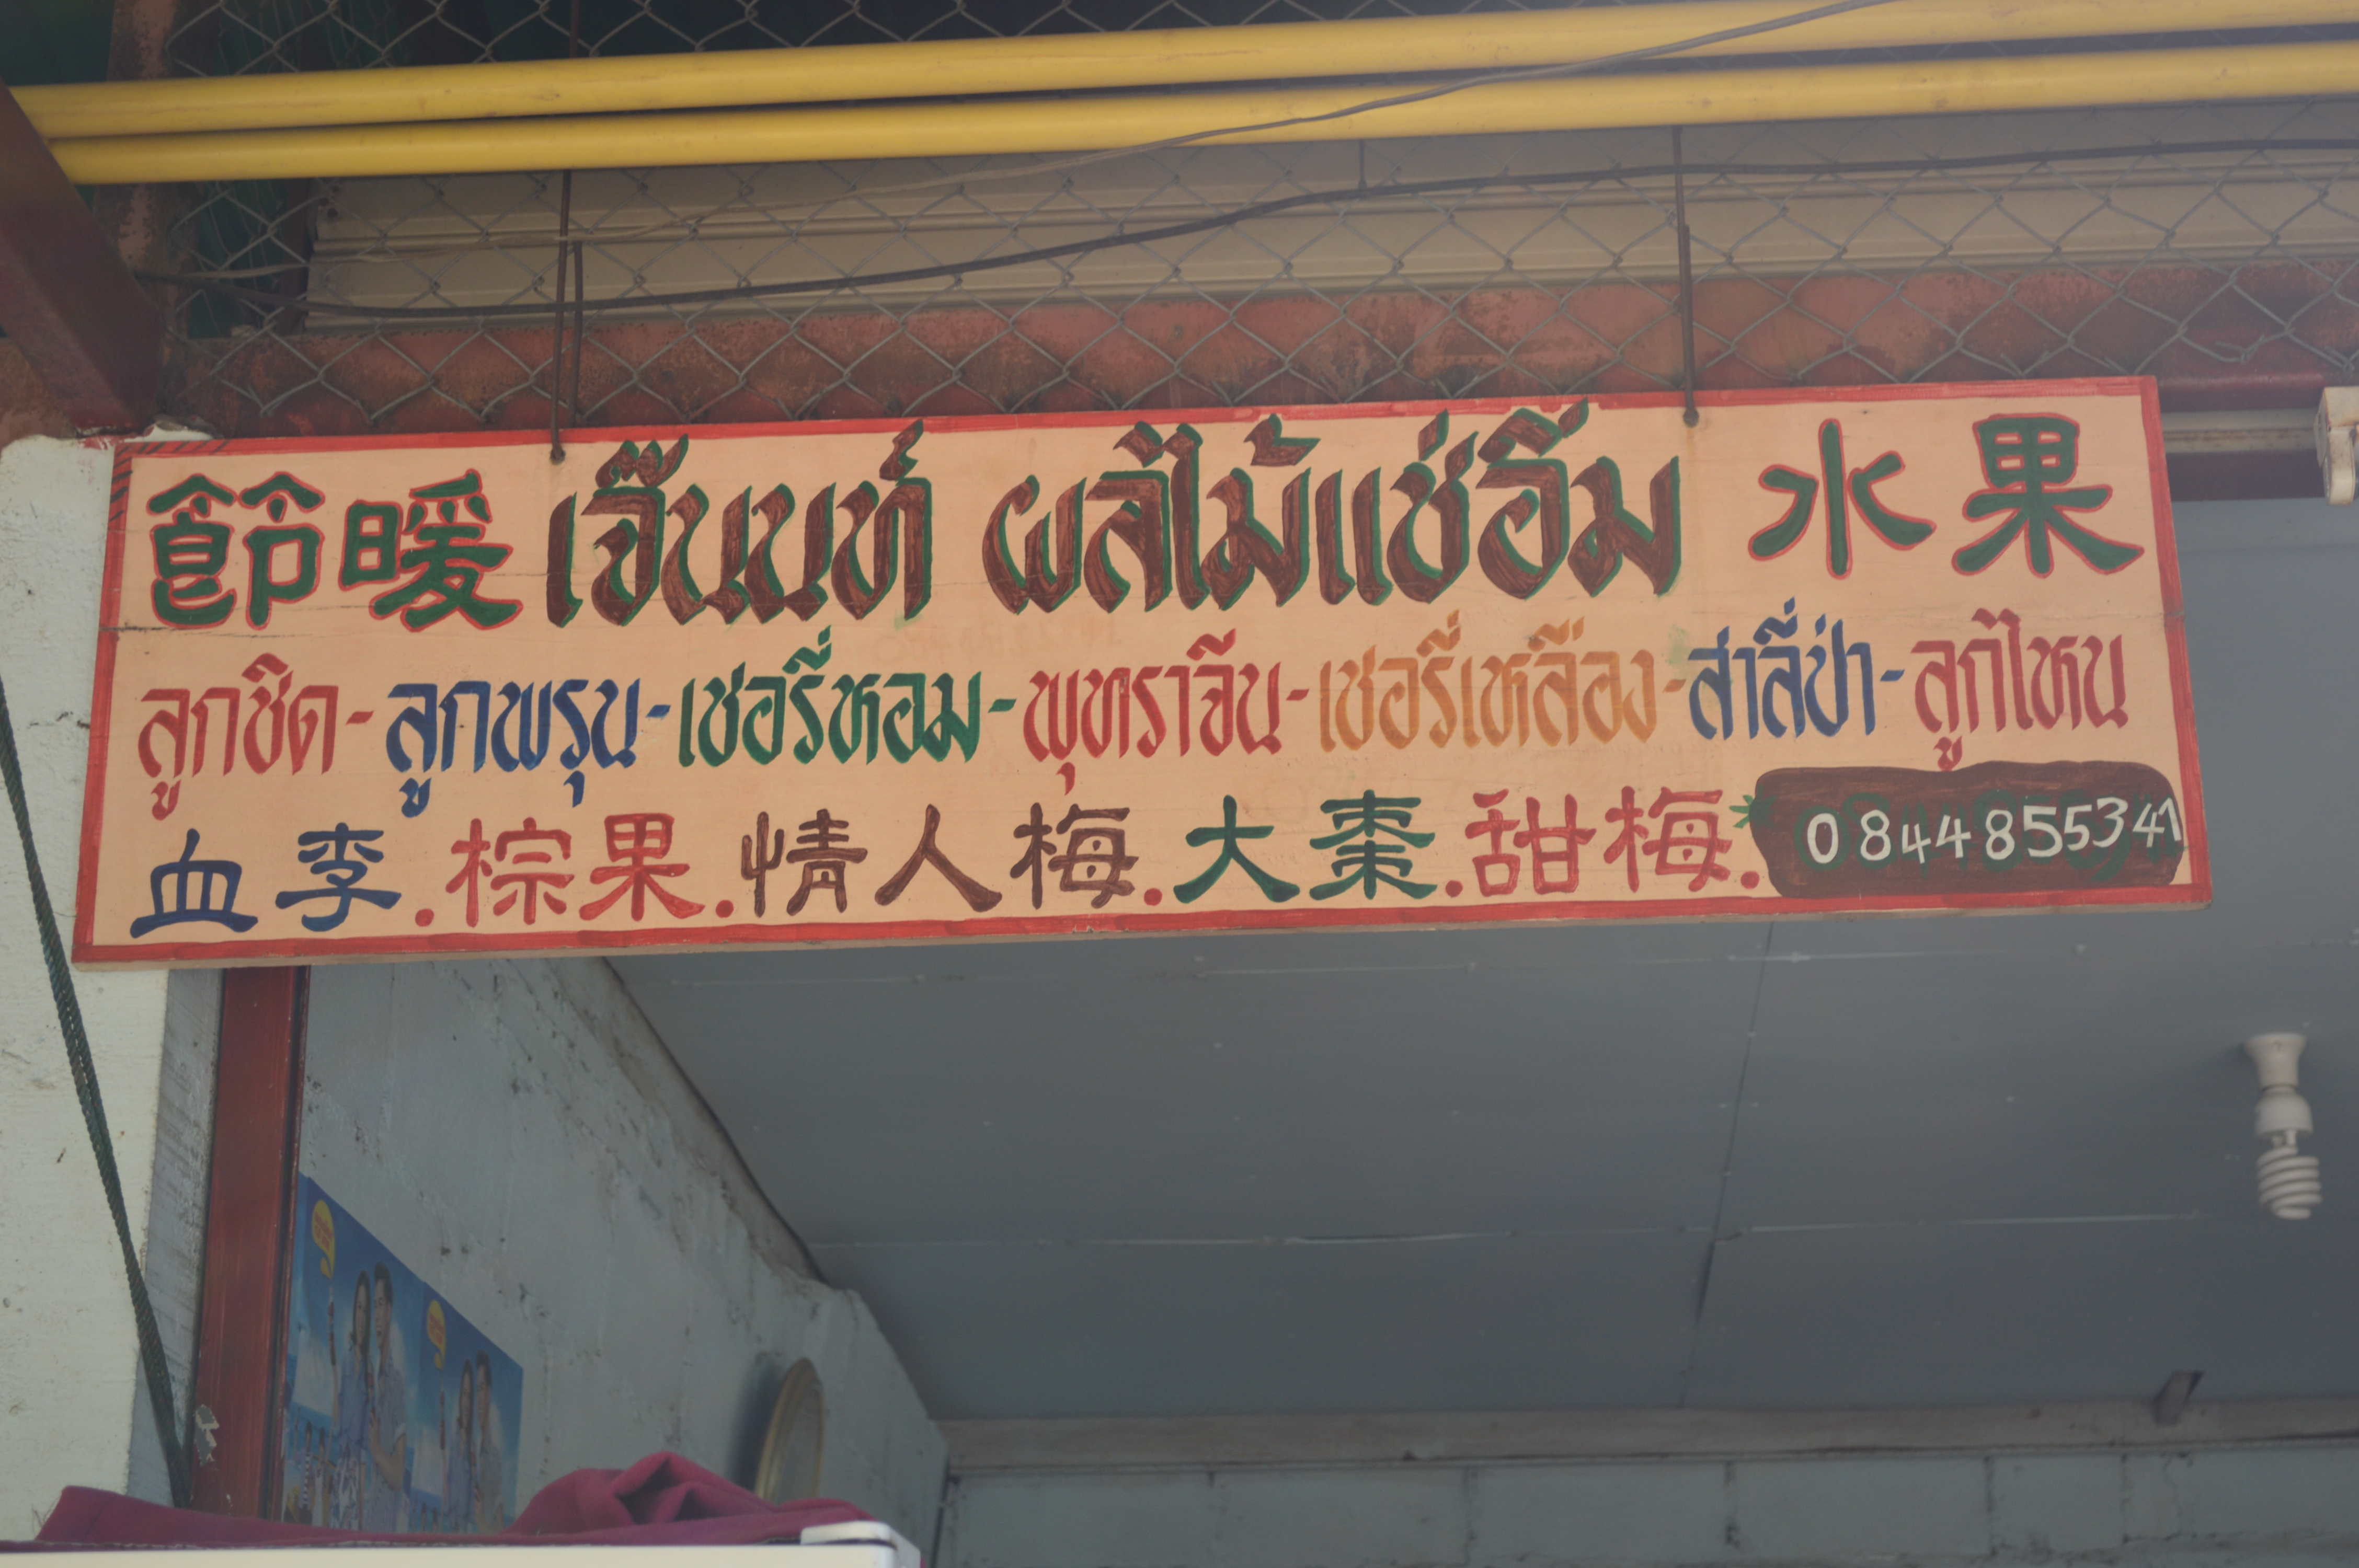 節暖 เจ๊นนท์ ผลไม้แช่อิ่ม 水果
ลูกชิด-ลูกพรุน-เชอรี่หอม-พุทราจีน-เชอรี่เหลือง-สาลี่ป่า-ลูกไหน
血李.棕果.情人梅.大棗.甜梅. 0844855341